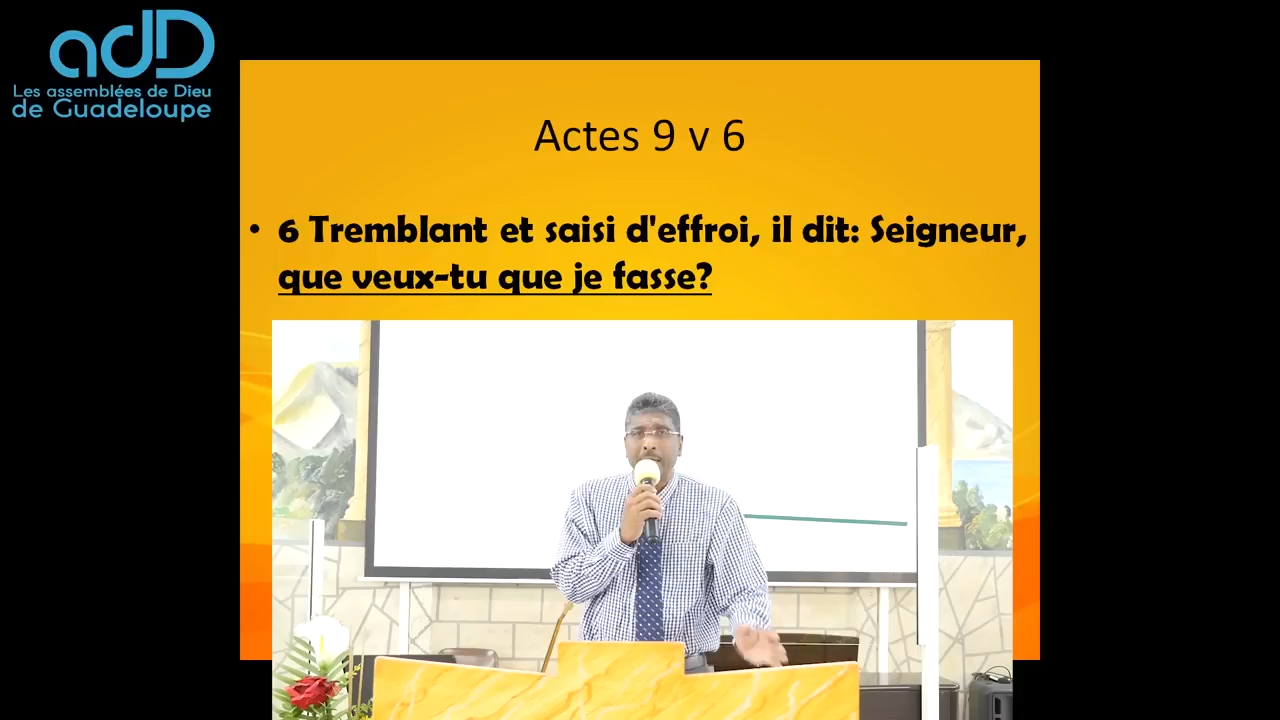 adD
Les assemblées de Dieu
de Guadeloupe
Actes 9 v 6
• 6 Tremblant et saisi d'effroi, il dit: Seigneur,
que veux-tu que je fasse?